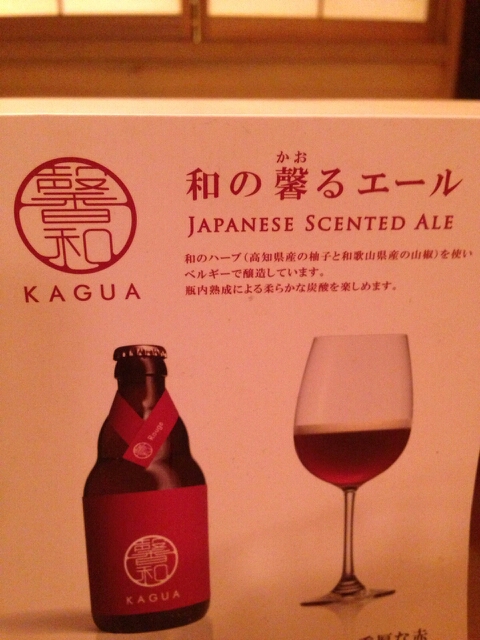 馨和
KAGUA
かお
和の馨るエール
JAPANESE SCENTED ALE
和のハーブ（高知県産の柚子と和歌山県産の山椒）を使い
ベルギーで醸造しています。
瓶内熟成による柔らかな炭酸を楽しめます。
Kagua
馨和
KAGUA